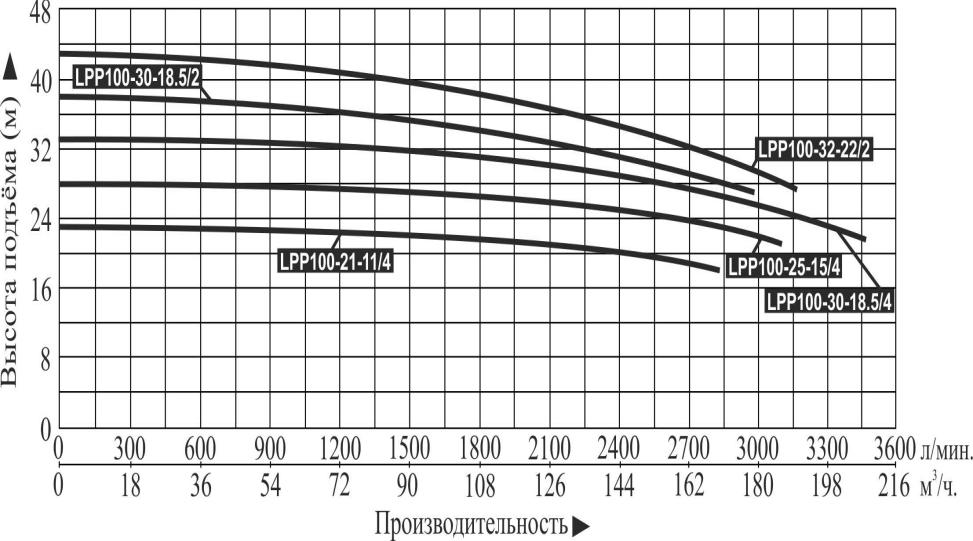 48
Высота подъёма (м)
40
LPP100-30-18.5/2
32
LPP100-32-22/2
24
LPP100-21-11/4
LPP100-25-15/4
16
LPP100-30-18.5/4
8
0
0 300 600 900 1200 1500 1800 2100 2400 2700 3000 3300 3600 л/мин.
0 18 36 54 72 90 108 126 144 162 180 198 216 м³/ч.
Производительность